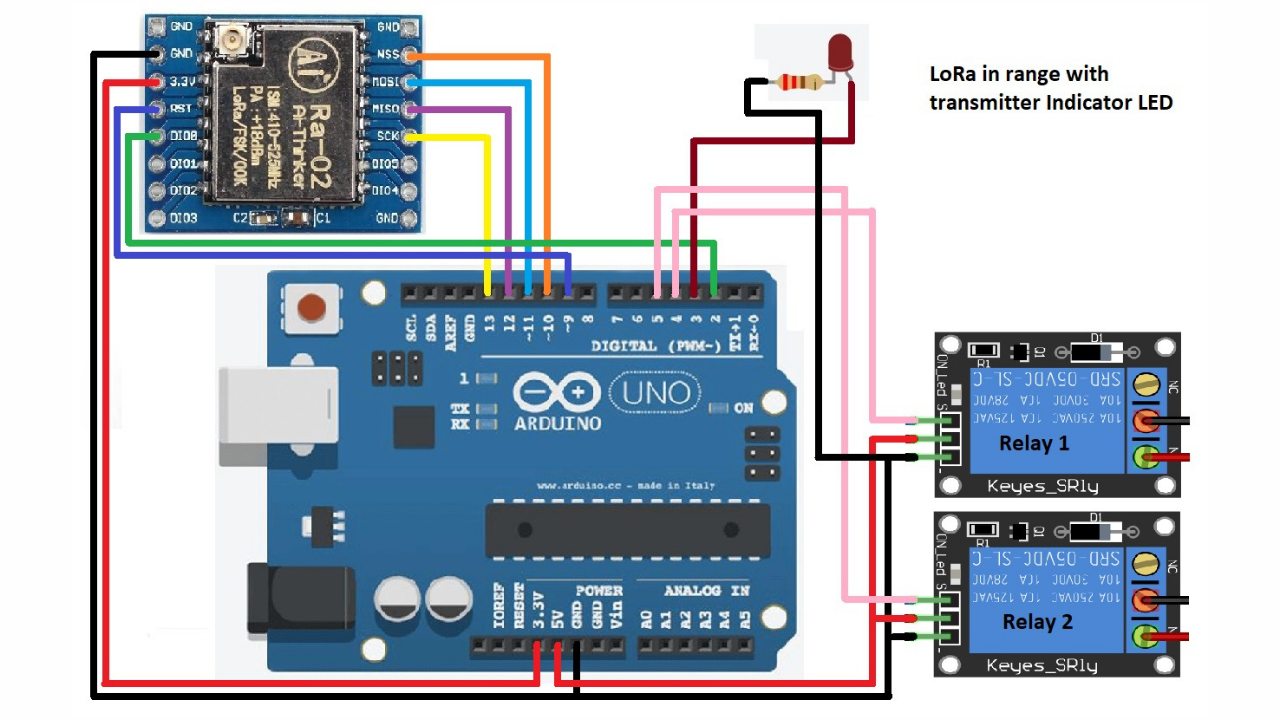 GND
GND
3.3V
RST
DIO0
DIO1
DIO2
DIO3
GND
NSS
MOSI
MISO
SCK
DIO5
DIO4
GND
Ra-02
Ai-Thinker
ISM:410-525MHz
PA :+18dBm
LoRa/FSK/OOK
C2
C1
LoRa in range with
transmitter Indicator LED
SCL
SDA
AREF
GND
13
12
~11
~10
~9
8
7
6
5
4
3
2
TX→1
RX←0
DIGITAL (PWM~)
1
TX
RX
UNO
ON
ARDUINO
www.arduino.cc - made in Italy
POWER
ANALOG IN
IOREF
RESET
3.3V
5V
GND
GND
Vin
A0
A1
A2
A3
A4
A5
R1
Q1
D1
ON_Led
S
SRD-05VDC-SL-C
10A 30VDC 10A 28VDC
10A 250VAC 10A 125VAC
NC
Relay 1
Keyes_SRly
R1
Q1
D1
ON_Led
S
SRD-05VDC-SL-C
10A 30VDC 10A 28VDC
10A 250VAC 10A 125VAC
NC
Relay 2
Keyes_SRly